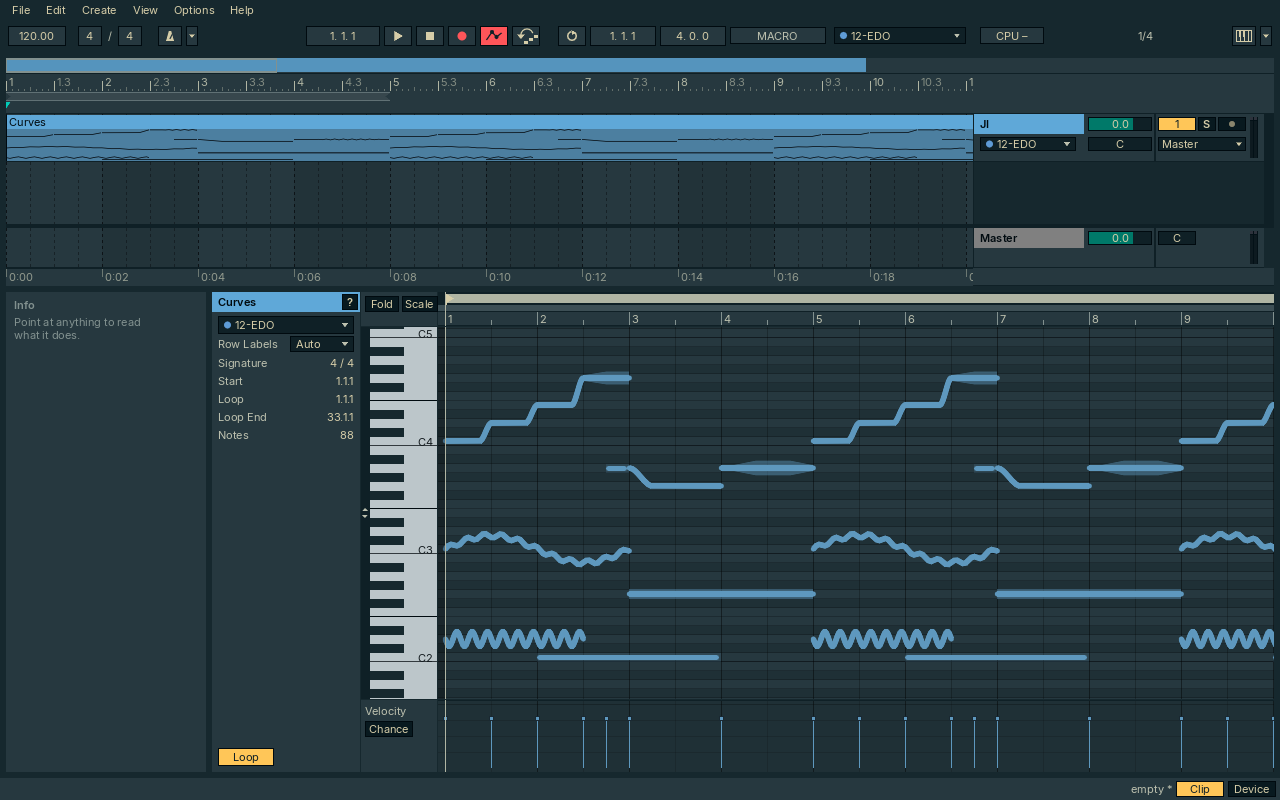 File Edit Create View Options Help
120.00 4 / 4 1. 1. 1 1. 1. 1 4. 0. 0 MACRO 12-EDO CPU – 1/4
1 1.3 2 2.3 3 3.3 4 4.3 5 5.3 6 6.3 7 7.3 8 8.3 9 9.3 10 10.3 1
Curves JI 0.0 1 S
12-EDO C Master
Master 0.0 C
0:00 0:02 0:04 0:06 0:08 0:10 0:12 0:14 0:16 0:18
Info
Point at anything to read
what it does.
Curves ?
12-EDO
Row Labels Auto
Signature 4 / 4
Start 1.1.1
Loop 1.1.1
Loop End 33.1.1
Notes 88
Loop
Fold Scale
1 2 3 4 5 6 7 8 9
C5
C4
C3
C2
Velocity
Chance
empty * Clip Device